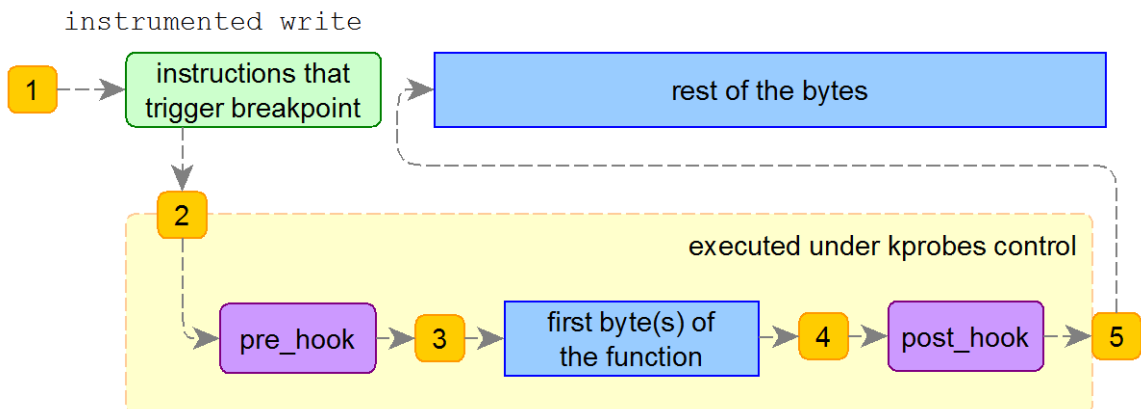 instrumented write
1
instructions that
trigger breakpoint
rest of the bytes
2
executed under kprobes control
pre_hook
3
first byte(s) of
the function
4
post_hook
5